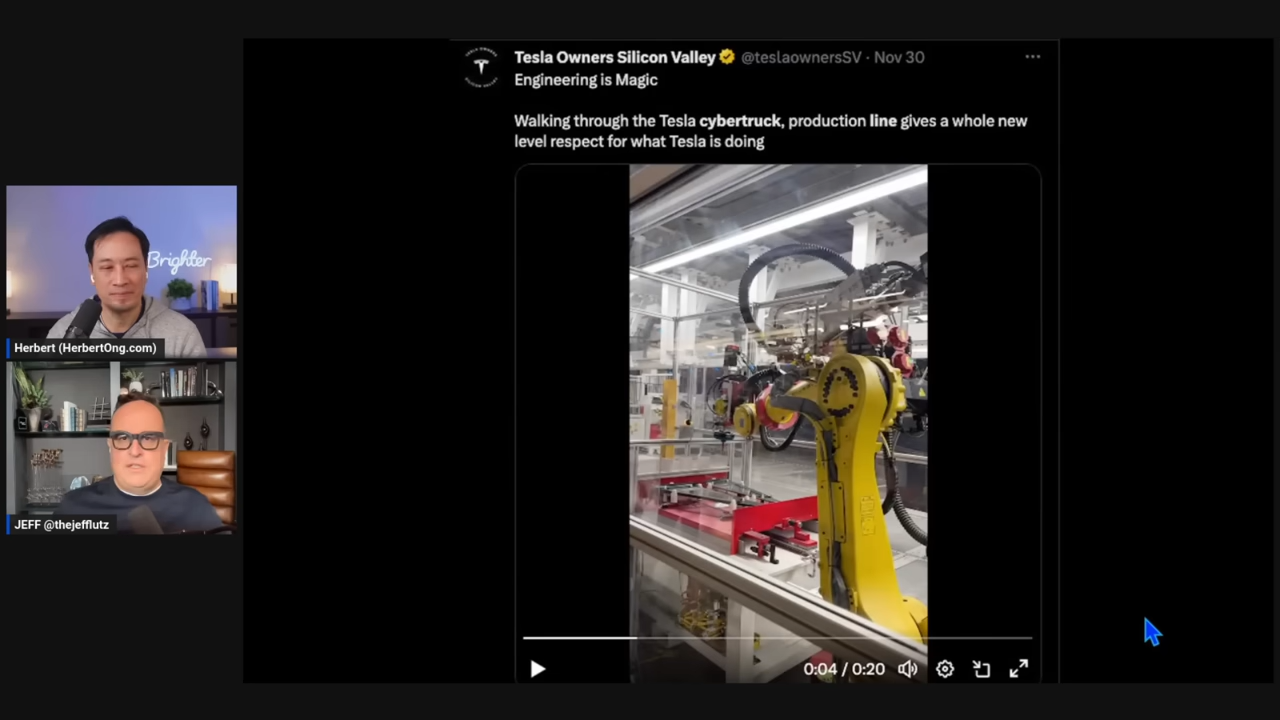 Tesla Owners Silicon Valley @teslaownersSV · Nov 30
Engineering is Magic
Walking through the Tesla cybertruck, production line gives a whole new
level respect for what Tesla is doing
Brighter
Herbert (HerbertOng.com)
JEFF @thejefflutz
0:04 / 0:20